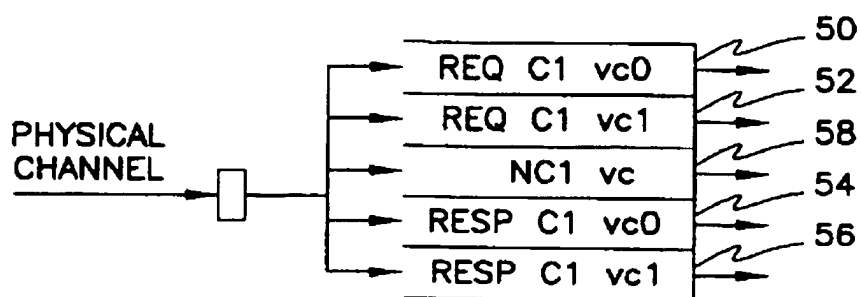 PHYSICAL
CHANNEL
REQ C1 vc0
REQ C1 vc1
NC1 vc
RESP C1 vc0
RESP C1 vc1
50
52
58
54
56